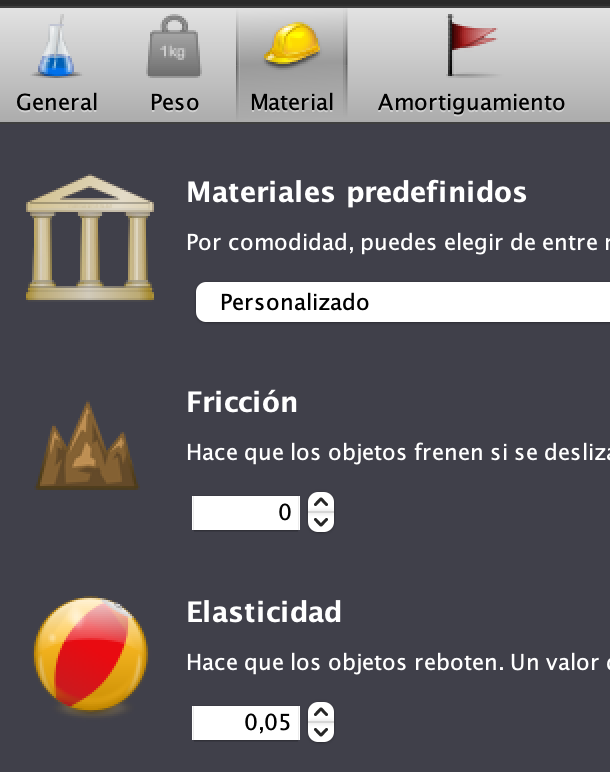 1kg
General Peso Material Amortiguamiento
Materiales predefinidos
Por comodidad, puedes elegir de entre
Personalizado
Fricción
Hace que los objetos frenen si se
0
Elasticidad
Hace que los objetos reboten. Un valor
0,05